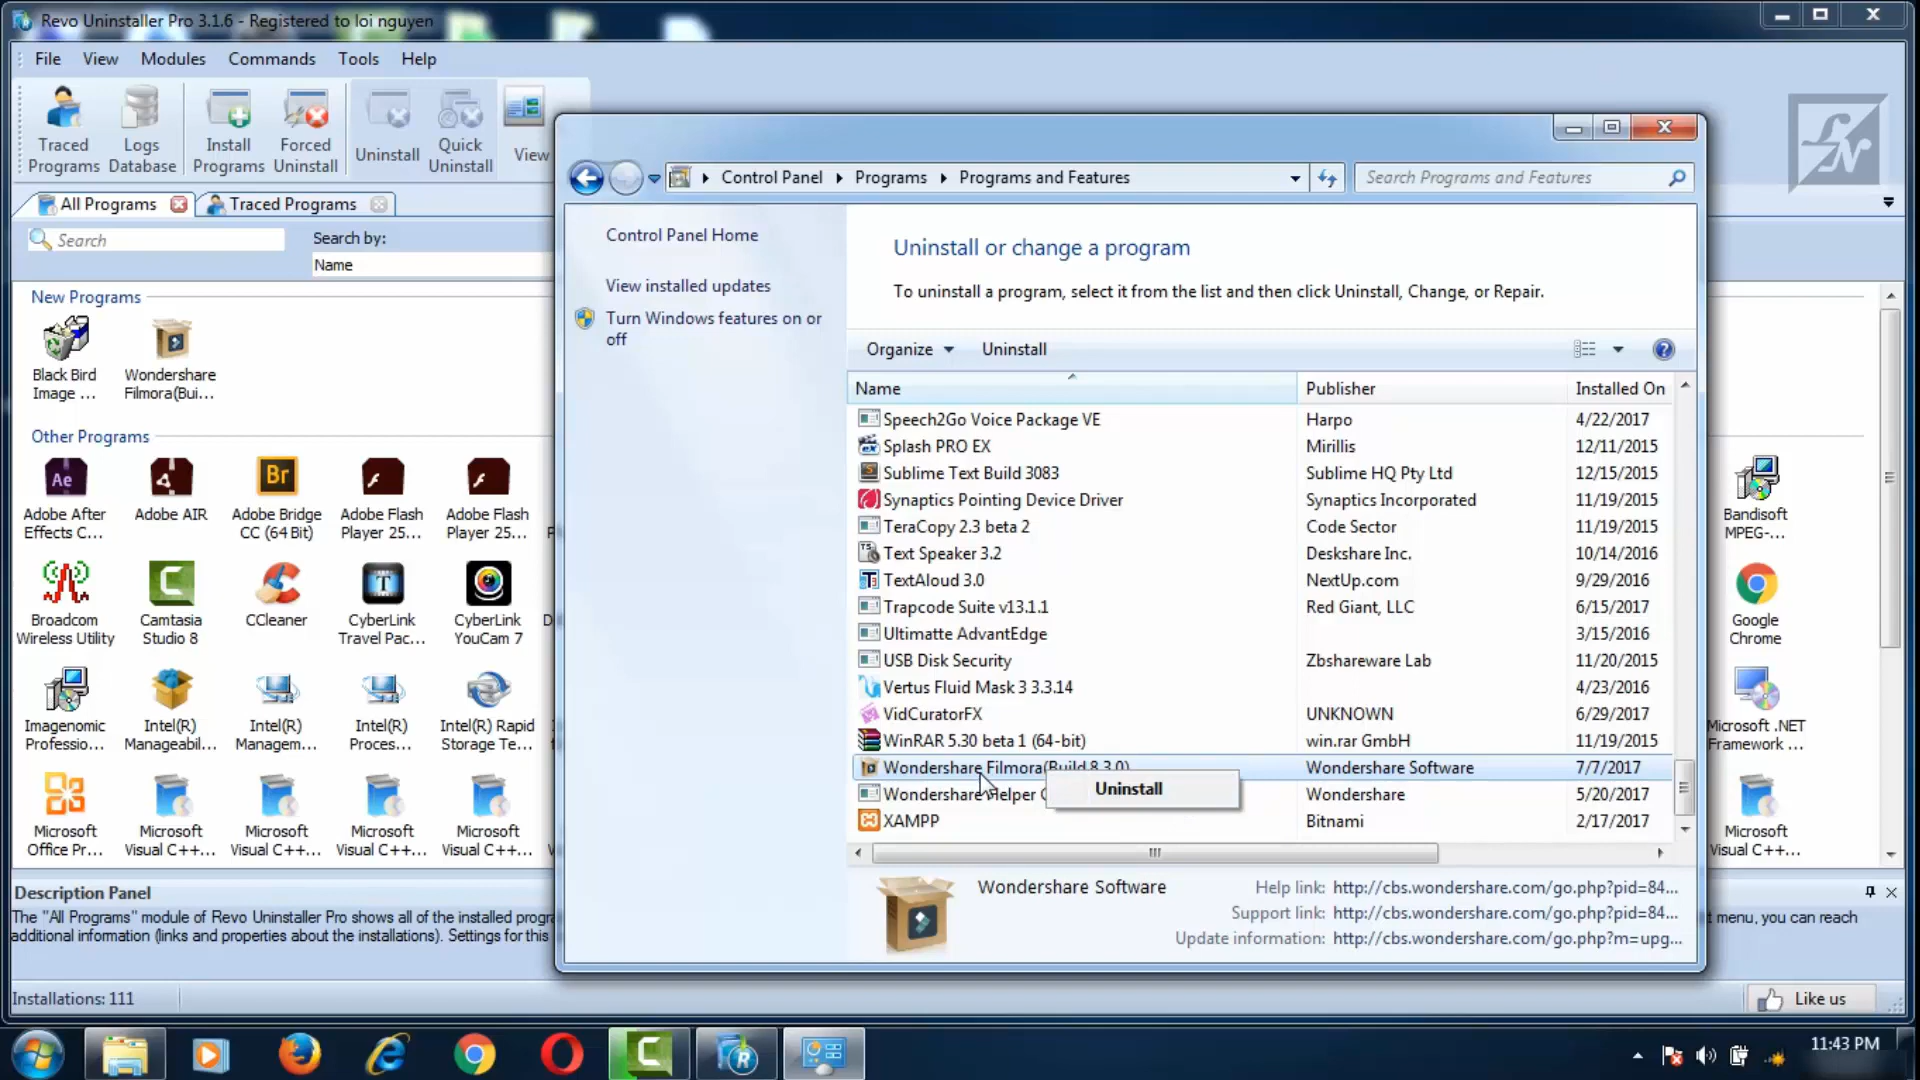 Revo Uninstaller Pro 3.1.6 - Registered to loi nguyen
File View Modules Commands Tools Help
Traced Programs
Logs Database
Install Programs
Forced Uninstall
Uninstall
Quick Uninstall
View
All Programs
Traced Programs
Search
Search by:
Name
New Programs
Black Bird Image ...
Wondershare Filmora(Bui...
Other Programs
Adobe After Effects C...
Adobe AIR
Adobe Bridge CC (64 Bit)
Adobe Flash Player 25...
Adobe Flash Player 25...
Broadcom Wireless Utility
Camtasia Studio 8
CCleaner
CyberLink Travel Pac...
CyberLink YouCam 7
Imagenomic Professio...
Intel(R) Manageabil...
Intel(R) Managem...
Intel(R) Proces...
Intel(R) Rapid Storage Te...
Microsoft Office Pr...
Microsoft Visual C++...
Microsoft Visual C++...
Microsoft Visual C++...
Microsoft Visual C++...
Bandisoft MPEG-...
Google Chrome
Microsoft .NET Framework ...
Microsoft Visual C++...
Control Panel Programs Programs and Features
Search Programs and Features
Control Panel Home
View installed updates
Turn Windows features on or off
Uninstall or change a program
To uninstall a program, select it from the list and then click Uninstall, Change, or Repair.
Organize Uninstall
Name Publisher Installed On
Speech2Go Voice Package VE Harpo 4/22/2017
Splash PRO EX Mirillis 12/11/2015
Sublime Text Build 3083 Sublime HQ Pty Ltd 12/15/2015
Synaptics Pointing Device Driver Synaptics Incorporated 11/19/2015
TeraCopy 2.3 beta 2 Code Sector 11/19/2015
Text Speaker 3.2 Deskshare Inc. 10/14/2016
TextAloud 3.0 NextUp.com 9/29/2016
Trapcode Suite v13.1.1 Red Giant, LLC 6/15/2017
Ultimatte AdvantEdge 3/15/2016
USB Disk Security Zbshareware Lab 11/20/2015
Vertus Fluid Mask 3 3.3.14 4/23/2016
VidCuratorFX UNKNOWN 6/29/2017
WinRAR 5.30 beta 1 (64-bit) win.rar GmbH 11/19/2015
Wondershare Filmora(Build 8.3.0) Wondershare Software 7/7/2017
Wondershare Helper Wondershare 5/20/2017
XAMPP Bitnami 2/17/2017
Uninstall
Wondershare Software
Help link: http://cbs.wondershare.com/go.php?pid=84...
Support link: http://cbs.wondershare.com/go.php?pid=84...
Update information: http://cbs.wondershare.com/go.php?m=upg...
Description Panel
The "All Programs" module of Revo Uninstaller Pro shows all of the installed progra
additional information (links and properties about the installations). Settings for this
t menu, you can reach
Installations: 111
Like us
11:43 PM